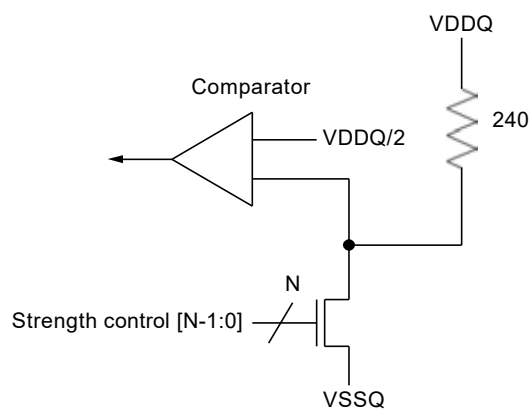 VDDQ
Comparator
240
VDDQ/2
N
Strength control [N-1:0]
VSSQ